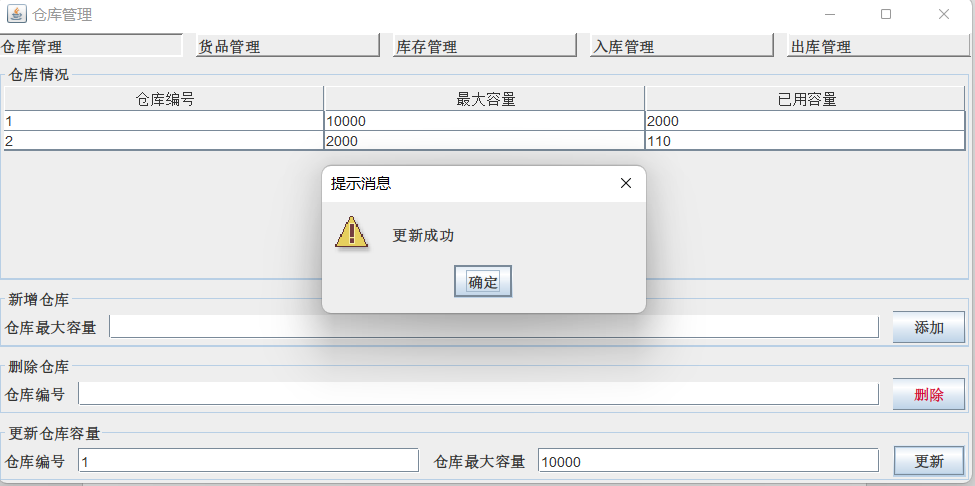 仓库管理
仓库管理 货品管理 库存管理 入库管理 出库管理
仓库情况
仓库编号 最大容量 已用容量
1 10000 2000
2 2000 110
提示消息
更新成功
确定
新增仓库
仓库最大容量 添加
删除仓库
仓库编号 删除
更新仓库容量
仓库编号 1 仓库最大容量 10000 更新